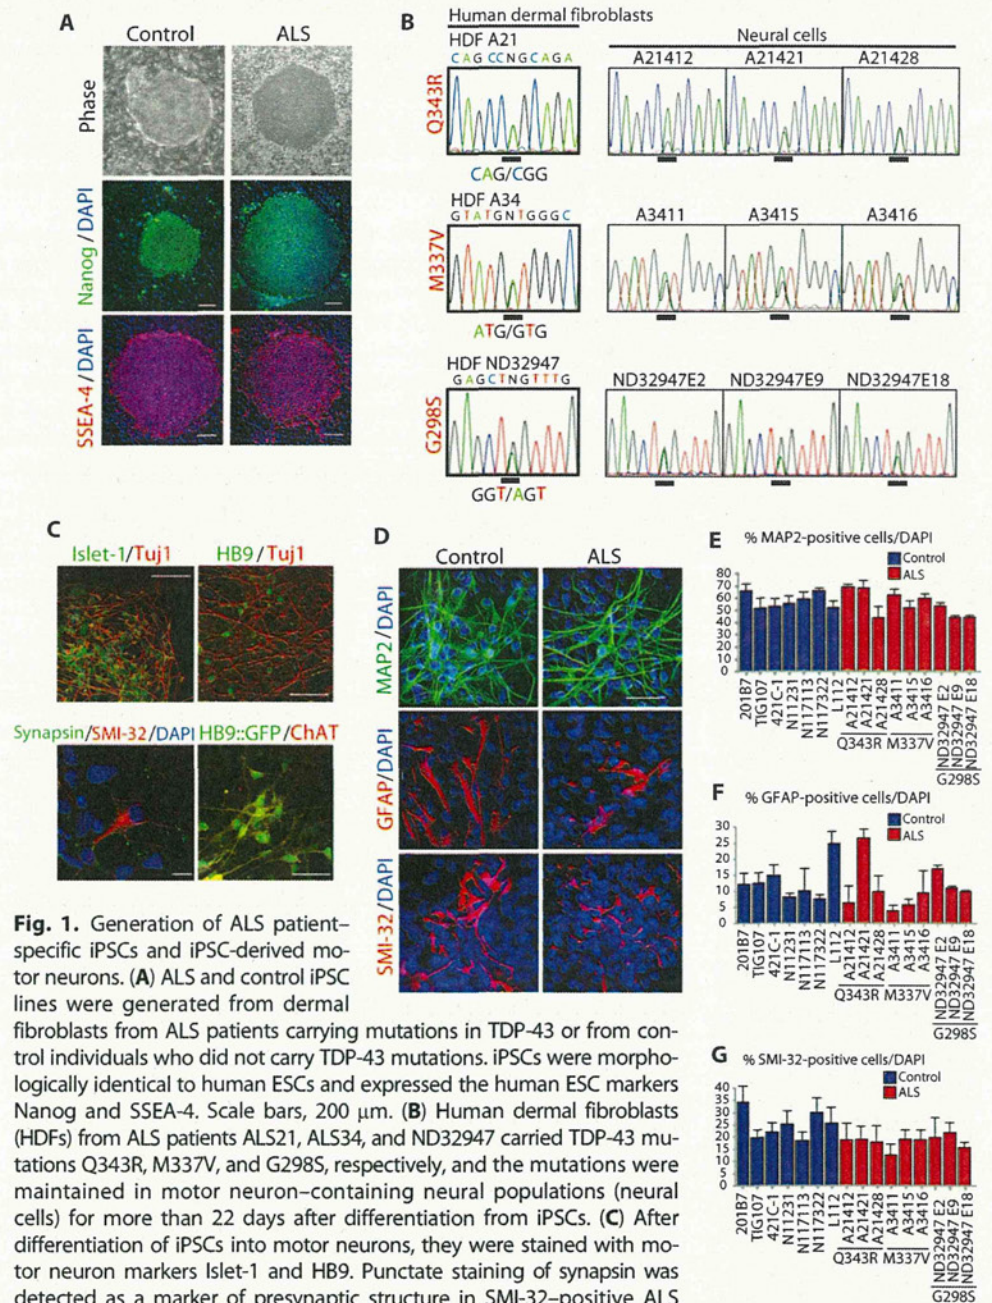 A
Control
ALS
Phase
Nanog/DAPI
SSEA-4/DAPI
B
Human dermal fibroblasts
Neural cells
HDF A21
CAGCCNGCAGA
A21412
A21421
A21428
Q343R
CAG/CGG
HDF A34
GTATGNTGGGC
A3411
A3415
A3416
M337V
ATG/GTG
HDF ND32947
GAGCTNGTTTG
ND32947E2
ND32947E9
ND32947E18
G298S
GGT/AGT
C
Islet-1/Tuj1
HB9/Tuj1
Synapsin/SMI-32/DAPI
HB9::GFP/ChAT
D
Control
ALS
MAP2/DAPI
GFAP/DAPI
SMI-32/DAPI
E
% MAP2-positive cells/DAPI
Control
ALS
80
70
60
50
40
30
20
10
0
201B7
TIG107
421C-1
N11231
N117113
N117322
L112
A21412
A21421
A21428
A3411
A3415
A3416
ND32947 E2
ND32947 E9
ND32947 E18
Q343R
M337V
G298S
F
% GFAP-positive cells/DAPI
Control
ALS
30
25
20
15
10
5
0
201B7
TIG107
421C-1
N11231
N117113
N117322
L112
A21412
A21421
A21428
A3411
A3415
A3416
ND32947 E2
ND32947 E9
ND32947 E18
Q343R
M337V
G298S
G
% SMI-32-positive cells/DAPI
Control
ALS
40
35
30
25
20
15
10
5
0
201B7
TIG107
421C-1
N11231
N117113
N117322
L112
A21412
A21421
A21428
A3411
A3415
A3416
ND32947 E2
ND32947 E9
ND32947 E18
Q343R
M337V
G298S
Fig. 1. Generation of ALS patient–
specific iPSCs and iPSC-derived mo-
tor neurons. (A) ALS and control iPSC
lines were generated from dermal
fibroblasts from ALS patients carrying mutations in TDP-43 or from con-
trol individuals who did not carry TDP-43 mutations. iPSCs were morpho-
logically identical to human ESCs and expressed the human ESC markers
Nanog and SSEA-4. Scale bars, 200 μm. (B) Human dermal fibroblasts
(HDFs) from ALS patients ALS21, ALS34, and ND32947 carried TDP-43 mu-
tations Q343R, M337V, and G298S, respectively, and the mutations were
maintained in motor neuron–containing neural populations (neural
cells) for more than 22 days after differentiation from iPSCs. (C) After
differentiation of iPSCs into motor neurons, they were stained with mo-
tor neuron markers Islet-1 and HB9. Punctate staining of synapsin was
detected as a marker of presynaptic structure in SMI-32–positive ALS